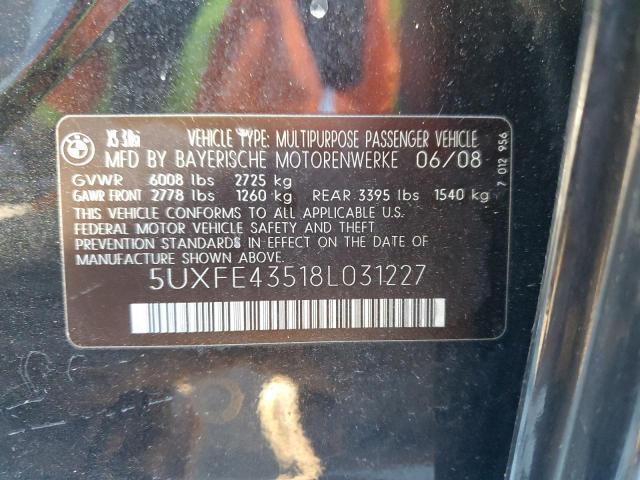 X5 3.0si VEHICLE TYPE: MULTIPURPOSE PASSENGER VEHICLE
MFD BY BAYERISCHE MOTORENWERKE 06/08
GVWR 6008 lbs 2725 kg
GAWR FRONT 2778 lbs 1260 kg REAR 3395 lbs 1540 kg
THIS VEHICLE CONFORMS TO ALL APPLICABLE U.S.
FEDERAL MOTOR VEHICLE SAFETY AND THEFT
PREVENTION STANDARDS IN EFFECT ON THE DATE OF
MANUFACTURE SHOWN ABOVE.
5UXFE43518L031227
7 012 956